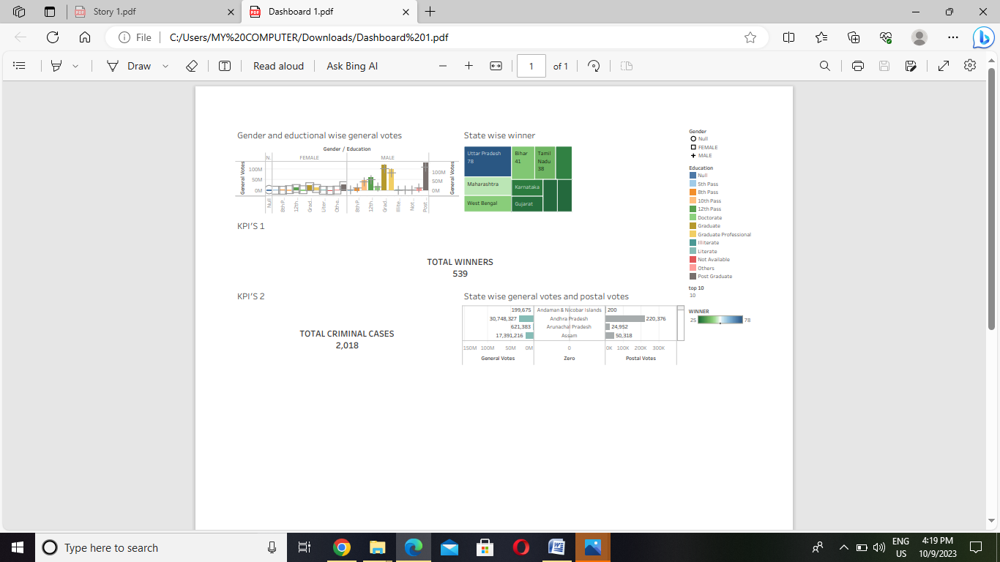 Story 1.pdf
Dashboard 1.pdf
File
C:/Users/MY%20COMPUTER/Downloads/Dashboard%201.pdf
Draw
Read aloud
Ask Bing AI
1
of 1
Gender and eductional wise general votes
Gender / Education
N..
FEMALE
MALE
General Votes
100M
50M
0M
100M
50M
0M
General Votes
Null
8th P..
12th ..
Grad..
Liter..
Othe..
8th P..
12th ..
Grad..
Illite..
Not ..
Post ..
State wise winner
Uttar Pradesh
78
Bihar
41
Tamil
Nadu
38
Maharashtra
Karnataka
West Bengal
Gujarat
Gender
Null
FEMALE
MALE
Education
Null
5th Pass
8th Pass
10th Pass
12th Pass
Doctorate
Graduate
Graduate Professional
Illiterate
Literate
Not Available
Others
Post Graduate
top 10
10
WINNER
25 78
KPI'S 1
TOTAL WINNERS
539
KPI'S 2
TOTAL CRIMINAL CASES
2,018
State wise general votes and postal votes
199,675 Andaman & Nicobar Islands 200
30,748,327 Andhra Pradesh 220,376
621,383 Arunachal Pradesh 24,952
17,391,216 Assam 50,318
150M 100M 50M 0M 0 0K 100K 200K 300K
General Votes Zero Postal Votes
Type here to search
ENG
US
4:19 PM
10/9/2023